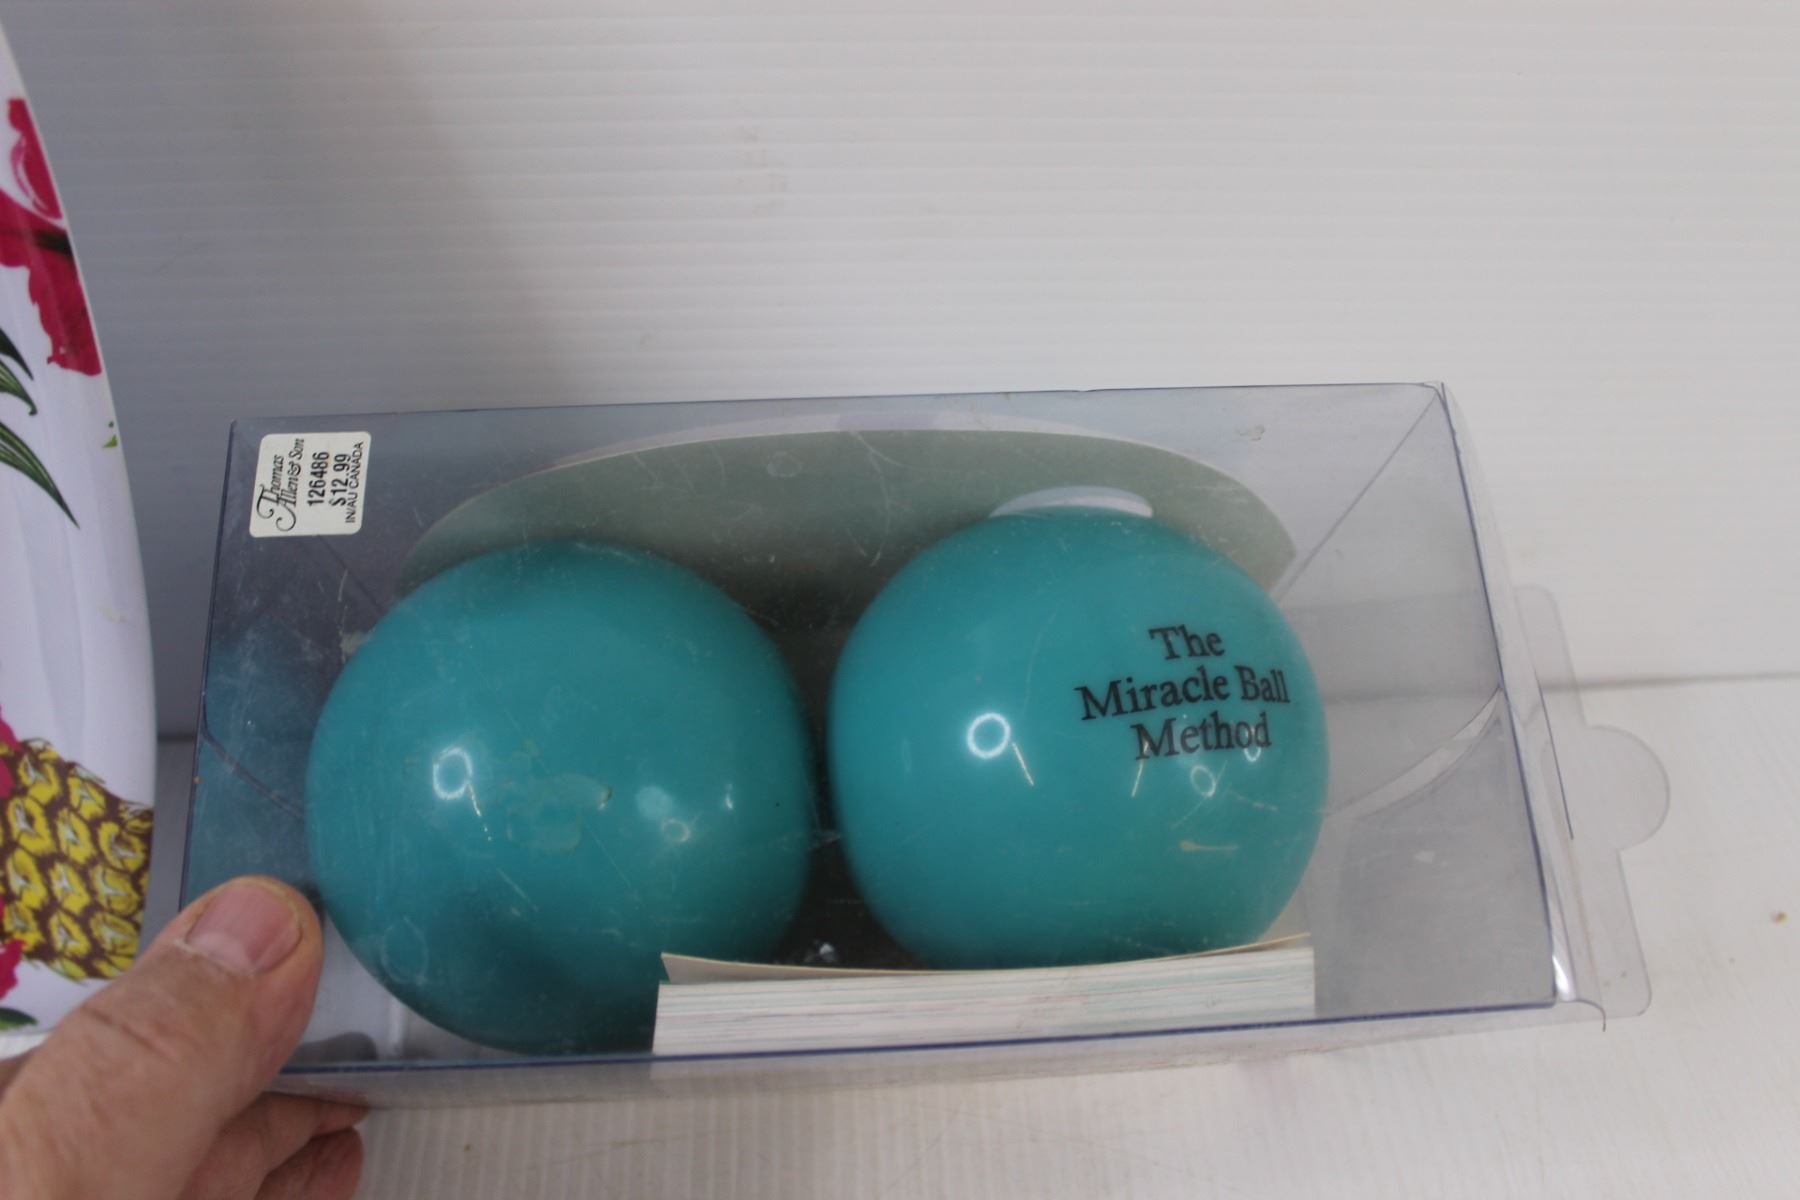 Thomas
Allen & Son
126486
$12.99
IN/AU CANADA
The
Miracle Ball
Method